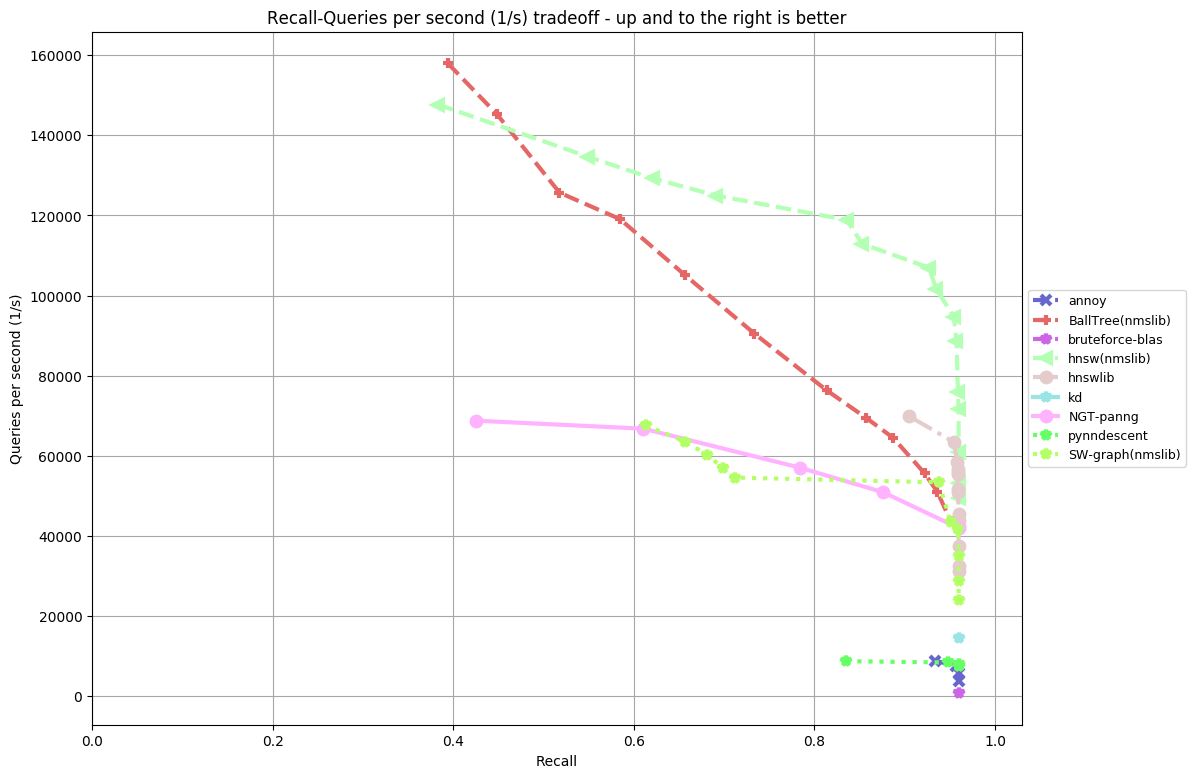 Recall-Queries per second (1/s) tradeoff - up and to the right is better
Queries per second (1/s)
160000
140000
120000
100000
80000
60000
40000
20000
0
0.0
0.2
0.4
0.6
0.8
1.0
Recall
annoy
BallTree(nmslib)
bruteforce-blas
hnsw(nmslib)
hnswlib
kd
NGT-panng
pynndescent
SW-graph(nmslib)